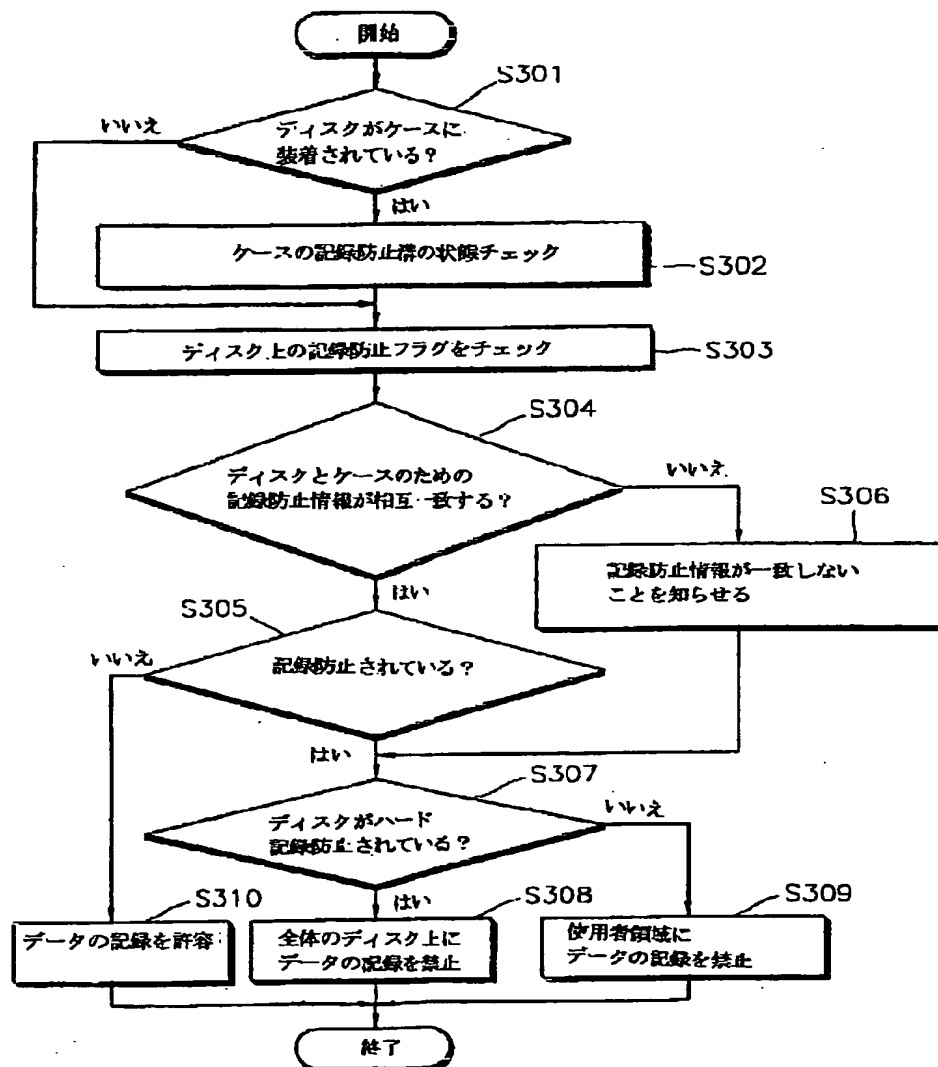 開始
S301
いいえ
ディスクがケースに
装着されている?
はい
ケースの記録防止溝の状態チェック
S302
ディスク上の記録防止フラグをチェック
S303
S304
ディスクとケースのための
記録防止情報が相互一致する?
いいえ
S306
記録防止情報が一致しない
ことを知らせる
はい
S305
いいえ
記録防止されている?
はい
S307
ディスクがハード
記録防止されている?
いいえ
はい
S310
データの記録を許容
S308
全体のディスク上に
データの記録を禁止
S309
使用者領域に
データの記録を禁止
終了